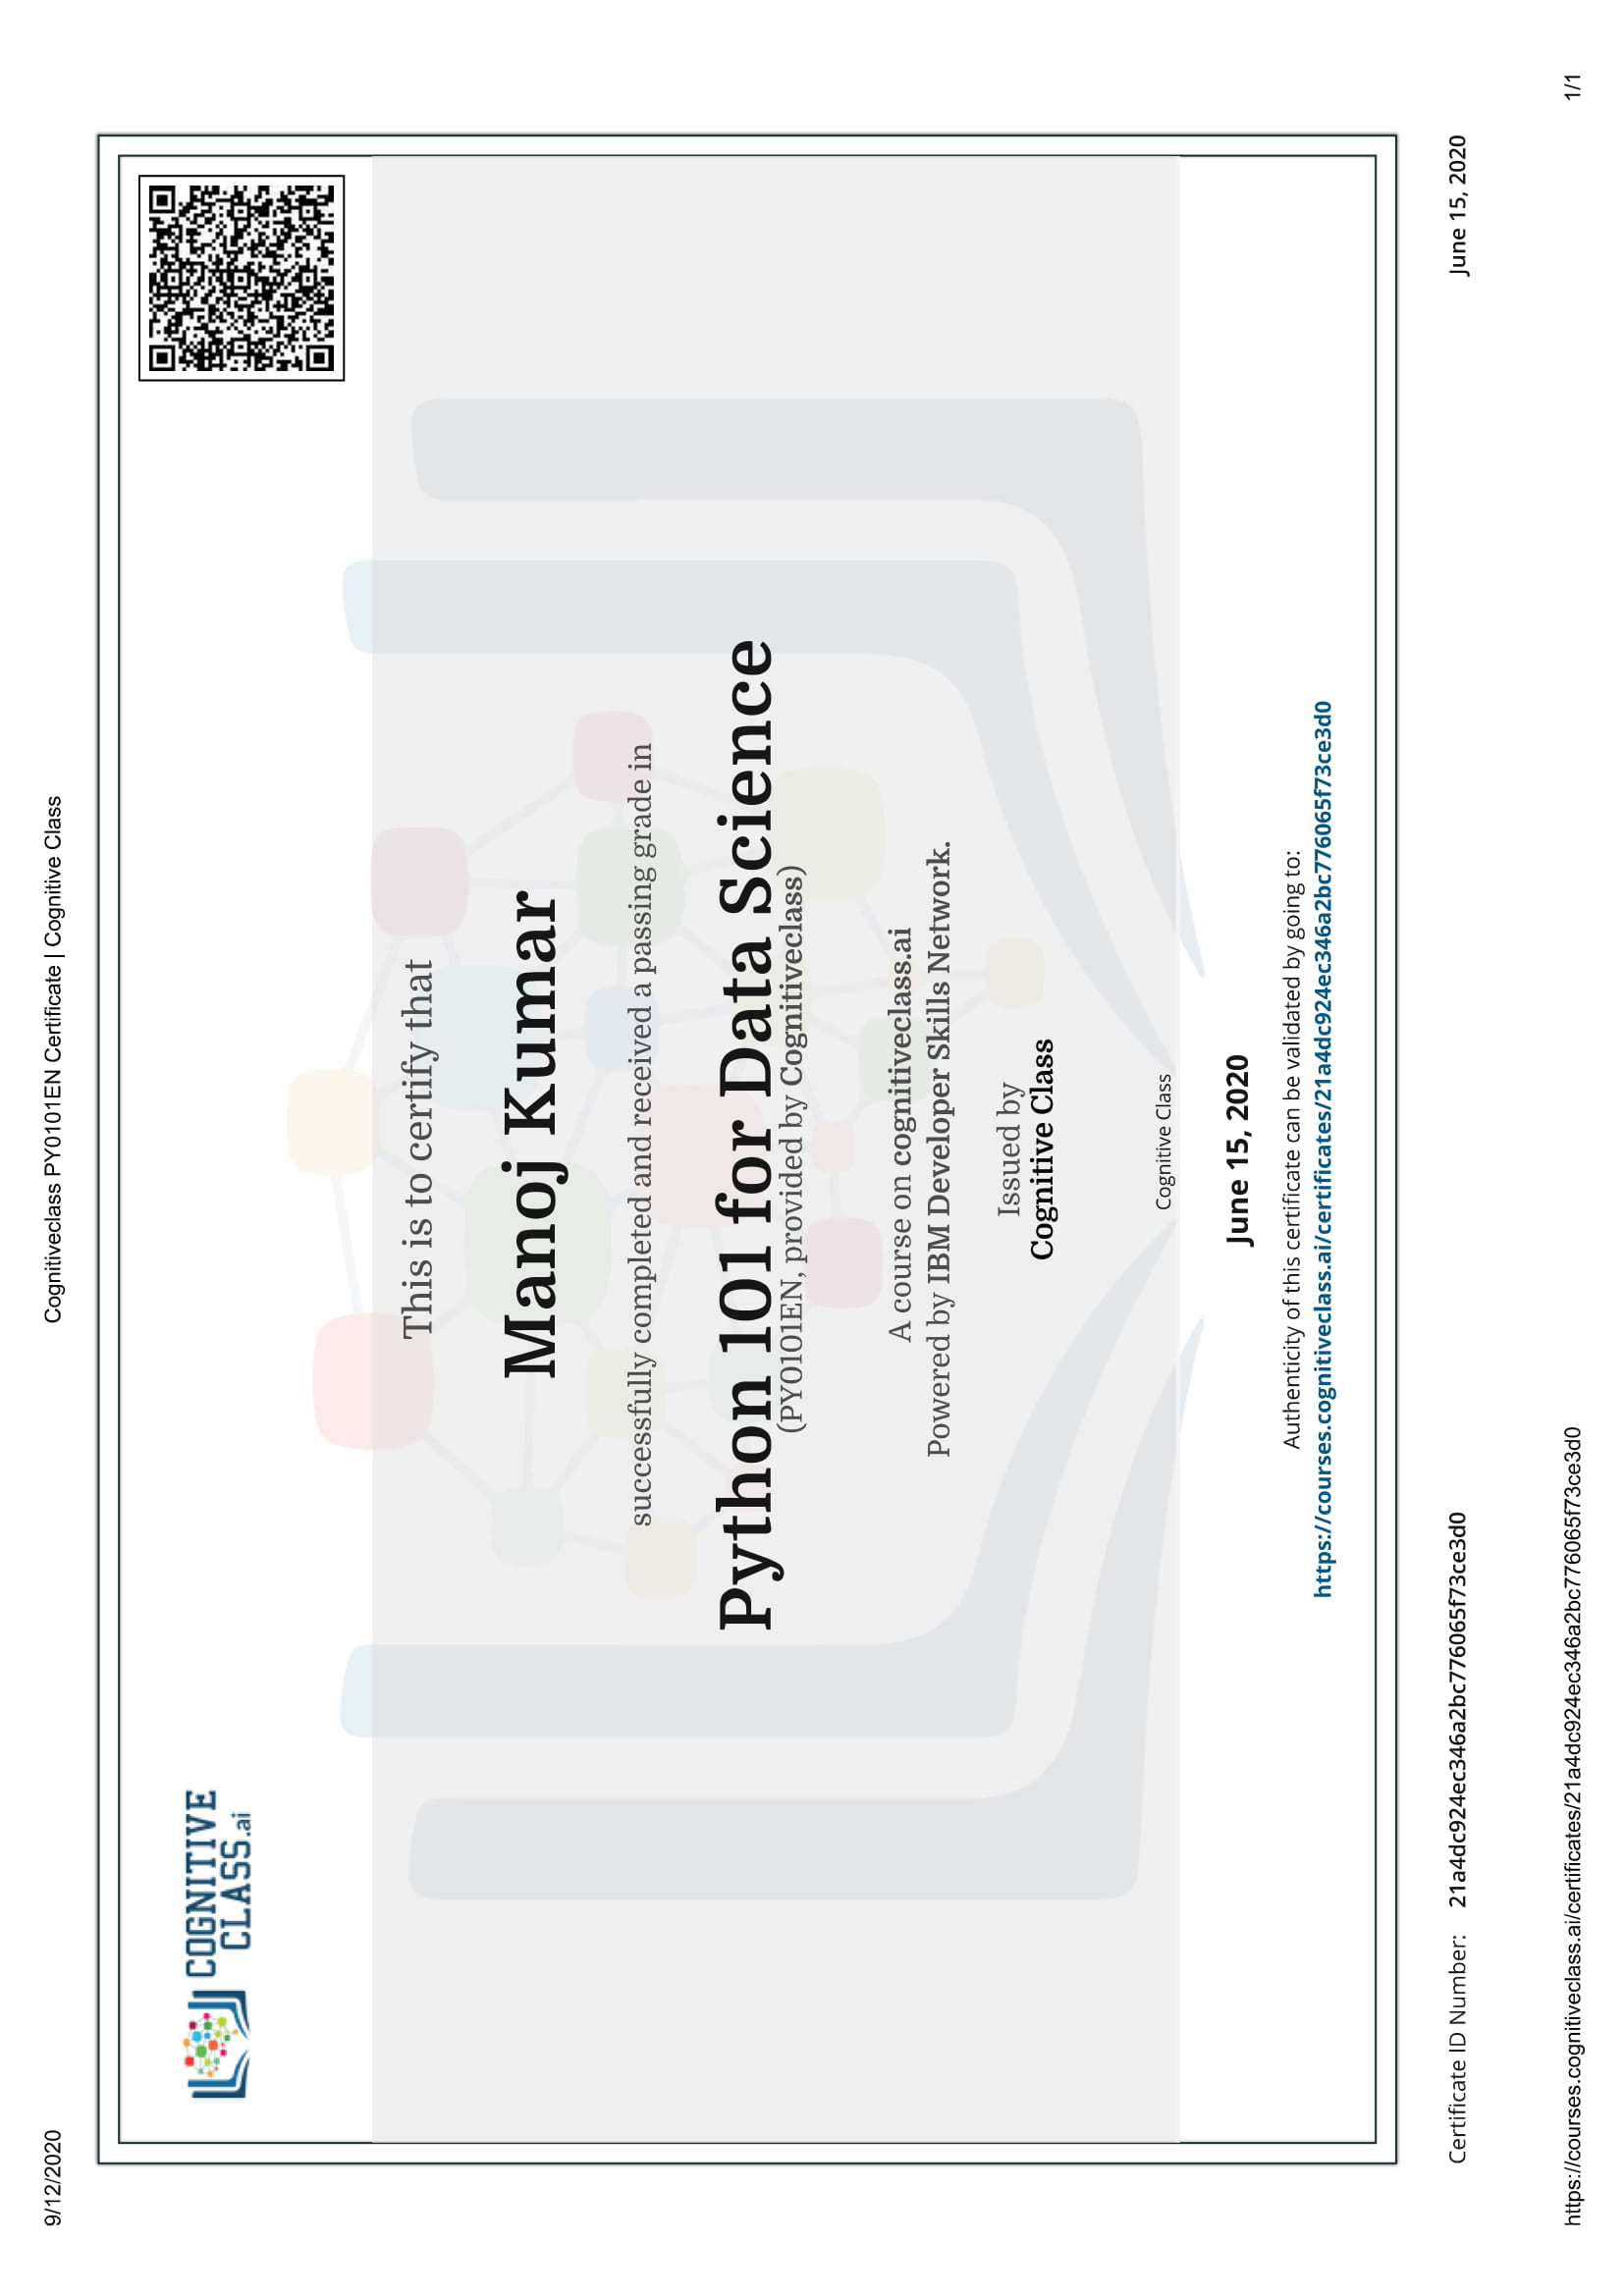 9/12/2020
Cognitiveclass PY0101EN Certificate | Cognitive Class
COGNITIVE
CLASS.ai
This is to certify that
Manoj Kumar
successfully completed and received a passing grade in
Python 101 for Data Science
(PY0101EN, provided by Cognitiveclass)
A course on cognitiveclass.ai
Powered by IBM Developer Skills Network.
Issued by
Cognitive Class
Cognitive Class
June 15, 2020
Authenticity of this certificate can be validated by going to:
https://courses.cognitiveclass.ai/certificates/21a4dc924ec346a2bc776065f73ce3d0
Certificate ID Number: 21a4dc924ec346a2bc776065f73ce3d0
June 15, 2020
https://courses.cognitiveclass.ai/certificates/21a4dc924ec346a2bc776065f73ce3d0
1/1